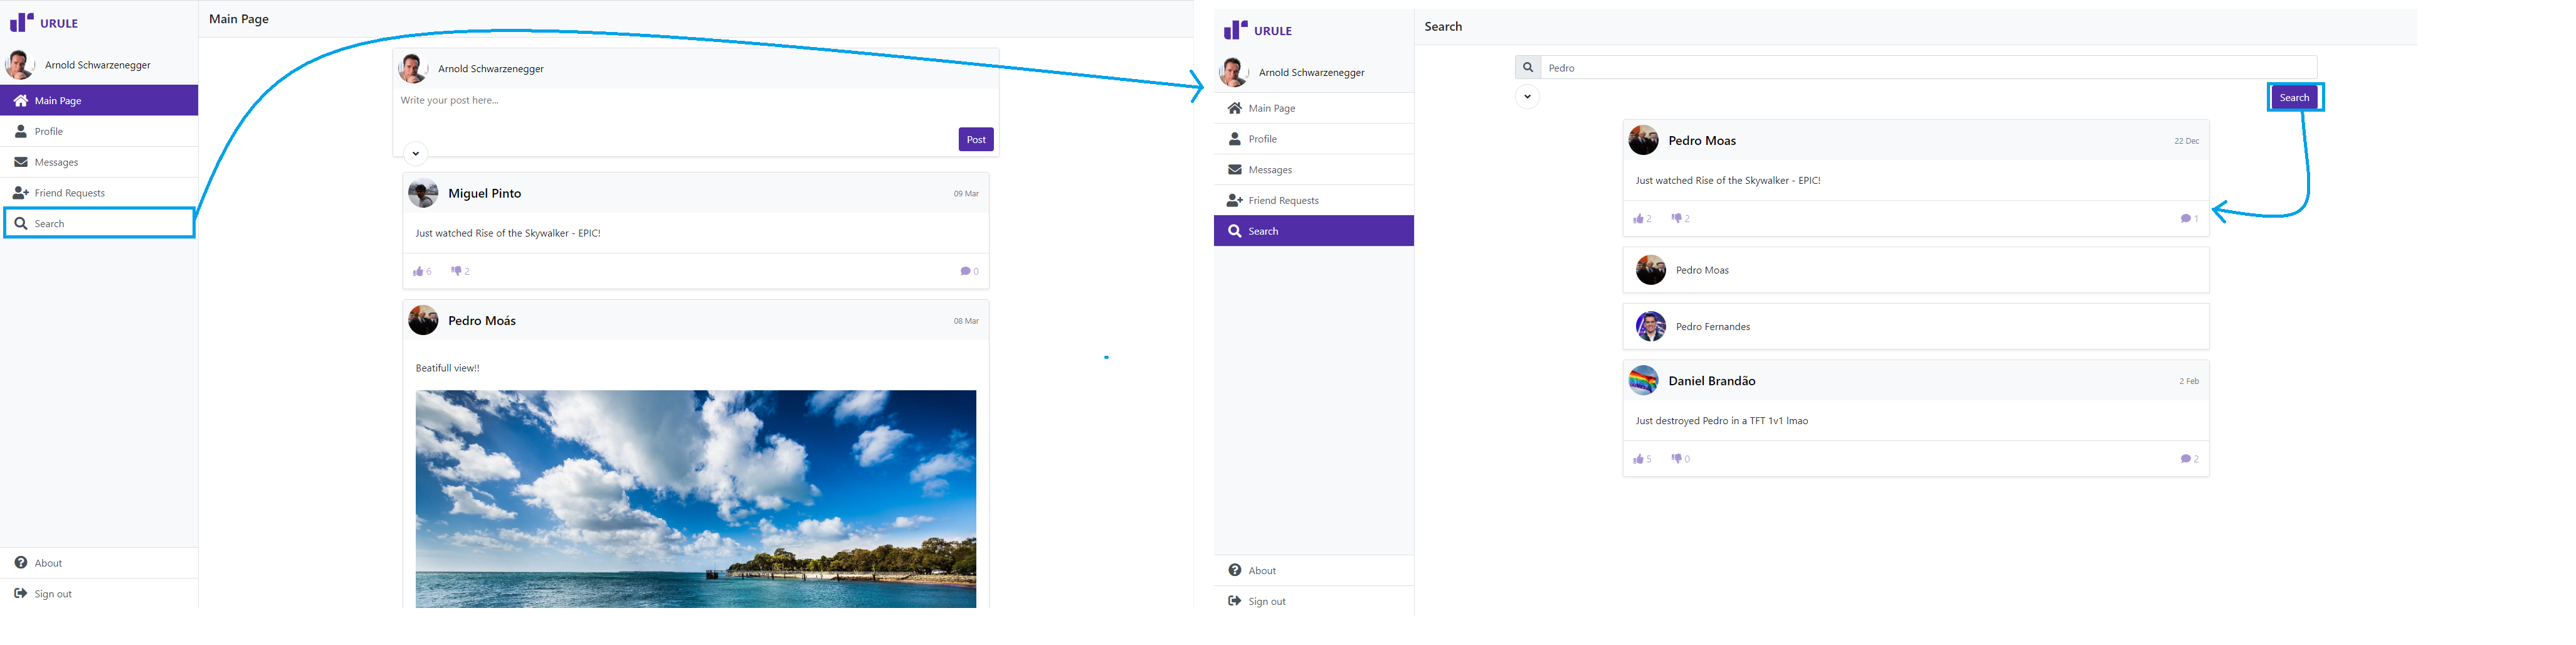 URULE
Main Page
Arnold Schwarzenegger
Main Page
Profile
Messages
Friend Requests
Search
About
Sign out
Arnold Schwarzenegger
Write your post here...
Post
Miguel Pinto
09 Mar
Just watched Rise of the Skywalker - EPIC!
6
2
0
Pedro Moás
08 Mar
Beatifull view!!
URULE
Search
Arnold Schwarzenegger
Main Page
Profile
Messages
Friend Requests
Search
About
Sign out
Pedro
Search
Pedro Moas
22 Dec
Just watched Rise of the Skywalker - EPIC!
2
2
1
Pedro Moas
Pedro Fernandes
Daniel Brandão
2 Feb
Just destroyed Pedro in a TFT 1v1 lmao
5
0
2